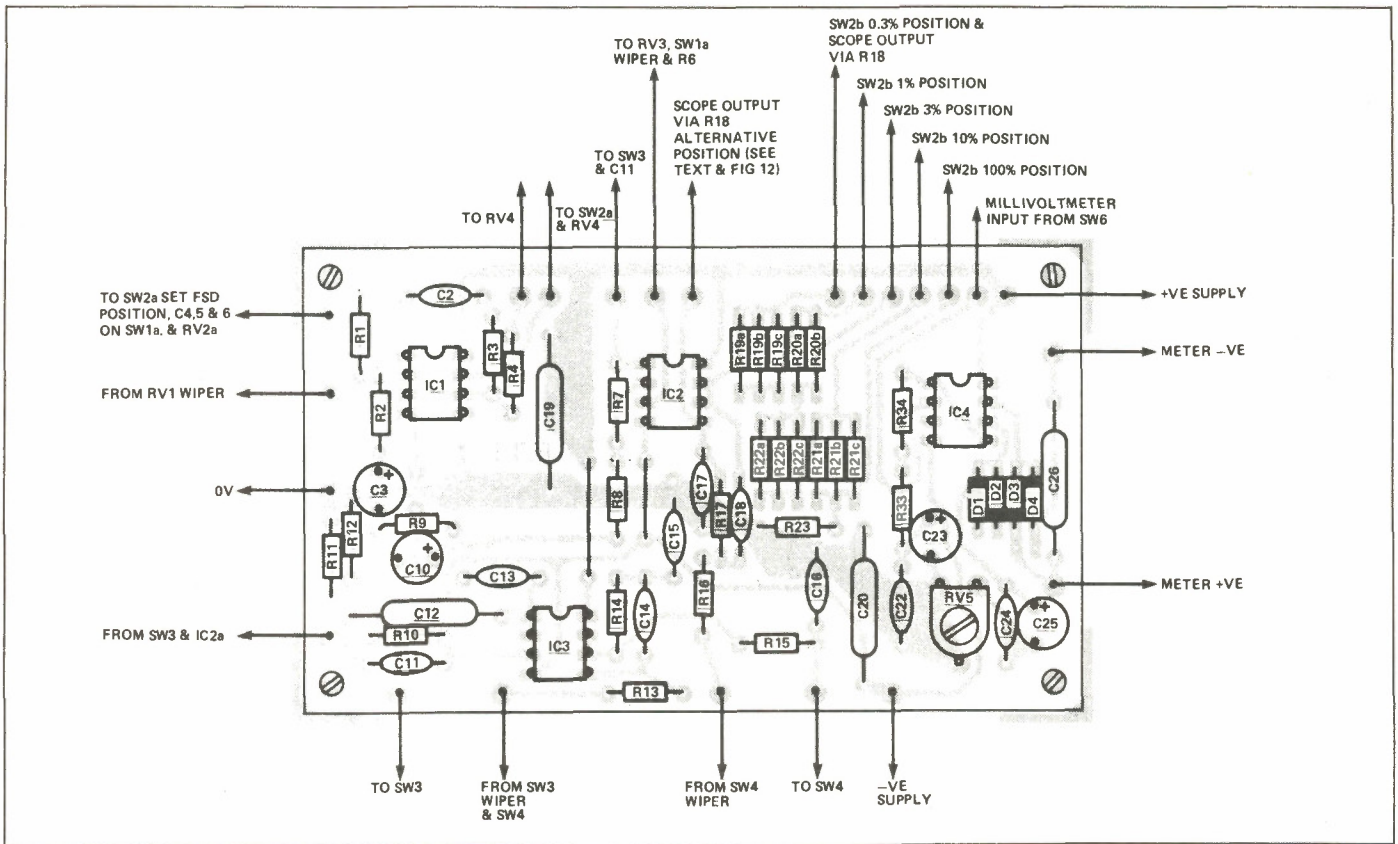 SW2b 0.3% POSITION &
SCOPE OUTPUT
VIA R18
TO RV3, SW1a
WIPER & R6
SW2b 1% POSITION
SCOPE OUTPUT
VIA R18
ALTERNATIVE
POSITION (SEE
TEXT & FIG 12)
SW2b 3% POSITION
SW2b 10% POSITION
TO SW3
& C11
SW2b 100% POSITION
TO RV4
TO SW2a
& RV4
MILLIVOLTMETER
INPUT FROM SW6
TO SW2a SET FSD
POSITION, C4,5 & 6
ON SW1a, & RV2a
+VE SUPPLY
METER –VE
FROM RV1 WIPER
0V
METER +VE
FROM SW3 & IC2a
C2
R1
R3
R4
IC1
R2
C19
R7
IC2
R19a
R19b
R19c
R20a
R20b
R34
IC4
R22a
R22b
R22c
R21a
R21b
R21c
C26
C3
R8
C17
R17
C18
R23
R33
C23
D1
D2
D3
D4
R12
R11
R9
C10
C15
C13
R14
C14
R16
C16
C20
C22
RV5
C24
C25
C12
R10
C11
IC3
R15
R13
TO SW3
FROM SW3
WIPER
& SW4
FROM SW4
WIPER
TO SW4
–VE
SUPPLY